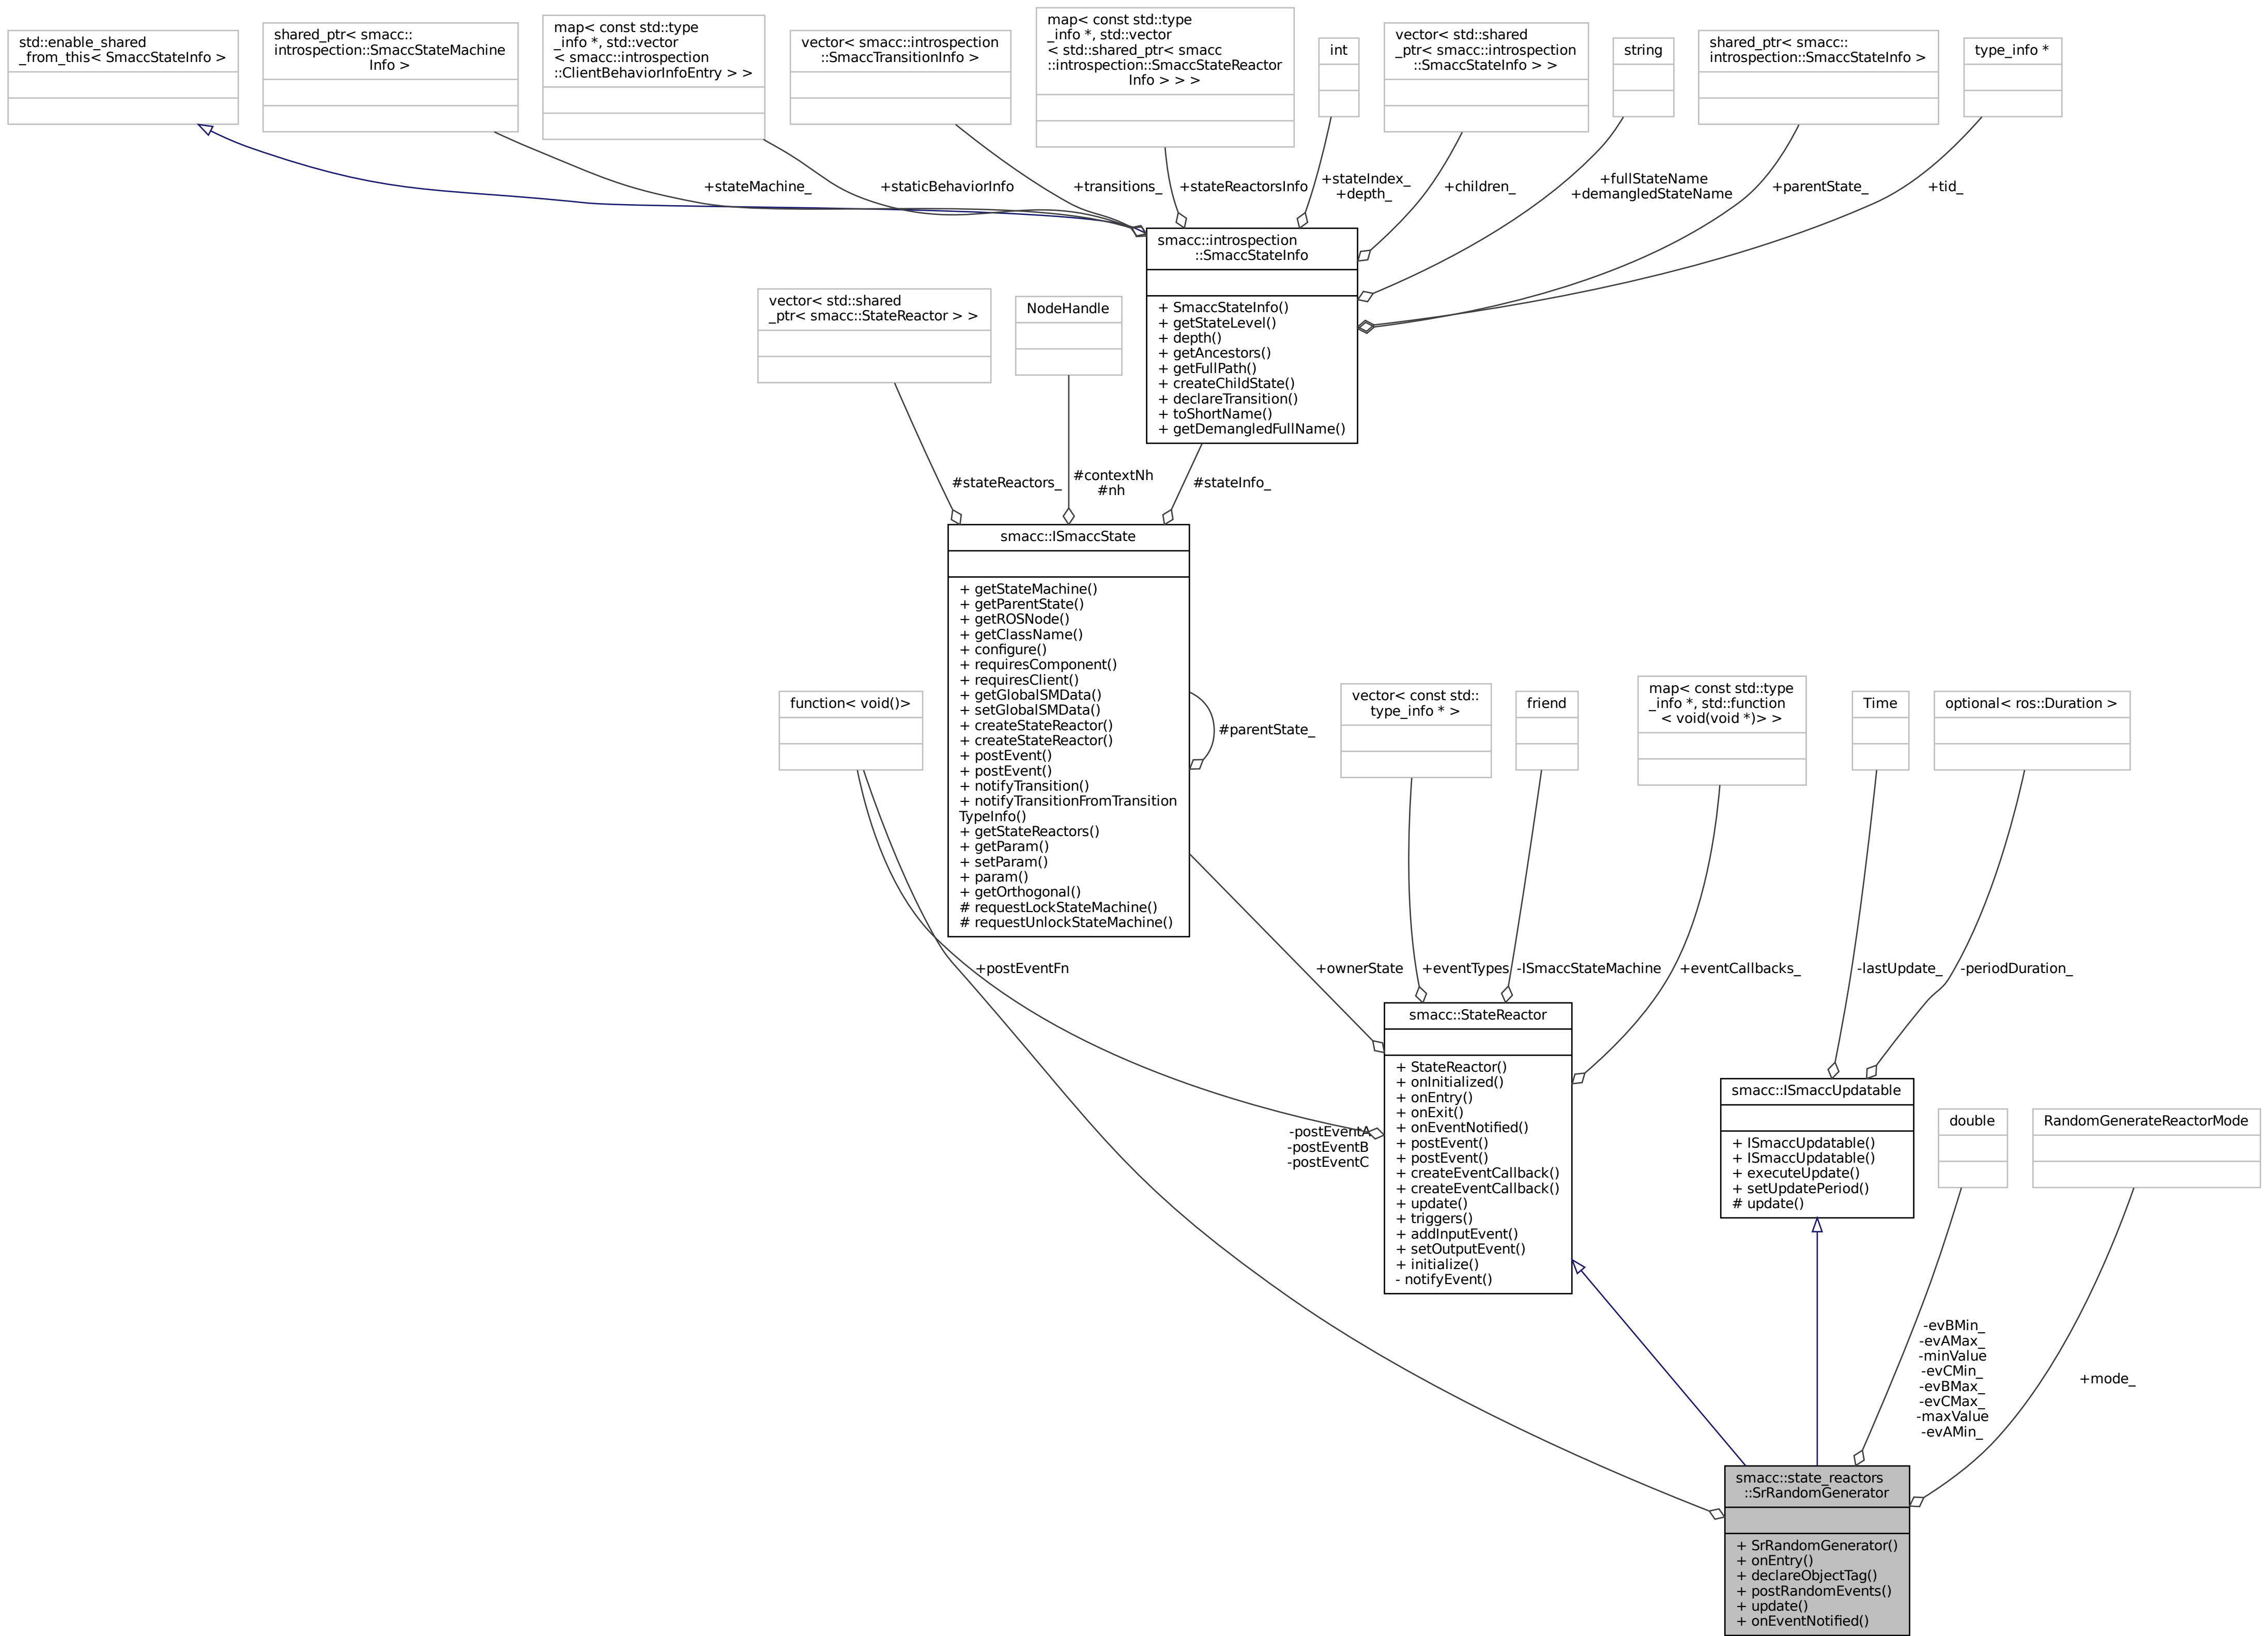 std::enable_shared
_from_this< SmaccStateInfo >
shared_ptr< smacc::
introspection::SmaccStateMachine
Info >
map< const std::type
_info *, std::vector
< smacc::introspection
::ClientBehaviorInfoEntry > >
vector< smacc::introspection
::SmaccTransitionInfo >
map< const std::type
_info *, std::vector
< std::shared_ptr< smacc
::introspection::SmaccStateReactor
Info > > >
int
vector< std::shared
_ptr< smacc::introspection
::SmaccStateInfo > >
string
shared_ptr< smacc::
introspection::SmaccStateInfo >
type_info *
+stateMachine_
+staticBehaviorInfo
+transitions_
+stateReactorsInfo
+stateIndex_
+depth_
+children_
+fullStateName
+demangledStateName
+parentState_
+tid_
smacc::introspection
::SmaccStateInfo
+ SmaccStateInfo()
+ getStateLevel()
+ depth()
+ getAncestors()
+ getFullPath()
+ createChildState()
+ declareTransition()
+ toShortName()
+ getDemangledFullName()
vector< std::shared
_ptr< smacc::StateReactor > >
NodeHandle
#stateReactors_
#contextNh
#nh
#stateInfo_
smacc::ISmaccState
+ getStateMachine()
+ getParentState()
+ getROSNode()
+ getClassName()
+ configure()
+ requiresComponent()
+ requiresClient()
+ getGlobalSMData()
+ setGlobalSMData()
+ createStateReactor()
+ createStateReactor()
+ postEvent()
+ postEvent()
+ notifyTransition()
+ notifyTransitionFromTransition
TypeInfo()
+ getStateReactors()
+ getParam()
+ setParam()
+ param()
+ getOrthogonal()
# requestLockStateMachine()
# requestUnlockStateMachine()
#parentState_
function< void()>
vector< const std::
type_info * >
friend
map< const std::type
_info *, std::function
< void(void *)> >
Time
optional< ros::Duration >
+postEventFn
+ownerState
+eventTypes
-ISmaccStateMachine
+eventCallbacks_
-lastUpdate_
-periodDuration_
smacc::StateReactor
+ StateReactor()
+ onInitialized()
+ onEntry()
+ onExit()
+ onEventNotified()
+ postEvent()
+ postEvent()
+ createEventCallback()
+ createEventCallback()
+ update()
+ triggers()
+ addInputEvent()
+ setOutputEvent()
+ initialize()
- notifyEvent()
-postEventA
-postEventB
-postEventC
smacc::ISmaccUpdatable
+ ISmaccUpdatable()
+ ISmaccUpdatable()
+ executeUpdate()
+ setUpdatePeriod()
# update()
double
RandomGenerateReactorMode
-evBMin_
-evAMax_
-minValue
-evCMin_
-evBMax_
-evCMax_
-maxValue
-evAMin_
+mode_
smacc::state_reactors
::SrRandomGenerator
+ SrRandomGenerator()
+ onEntry()
+ declareObjectTag()
+ postRandomEvents()
+ update()
+ onEventNotified()